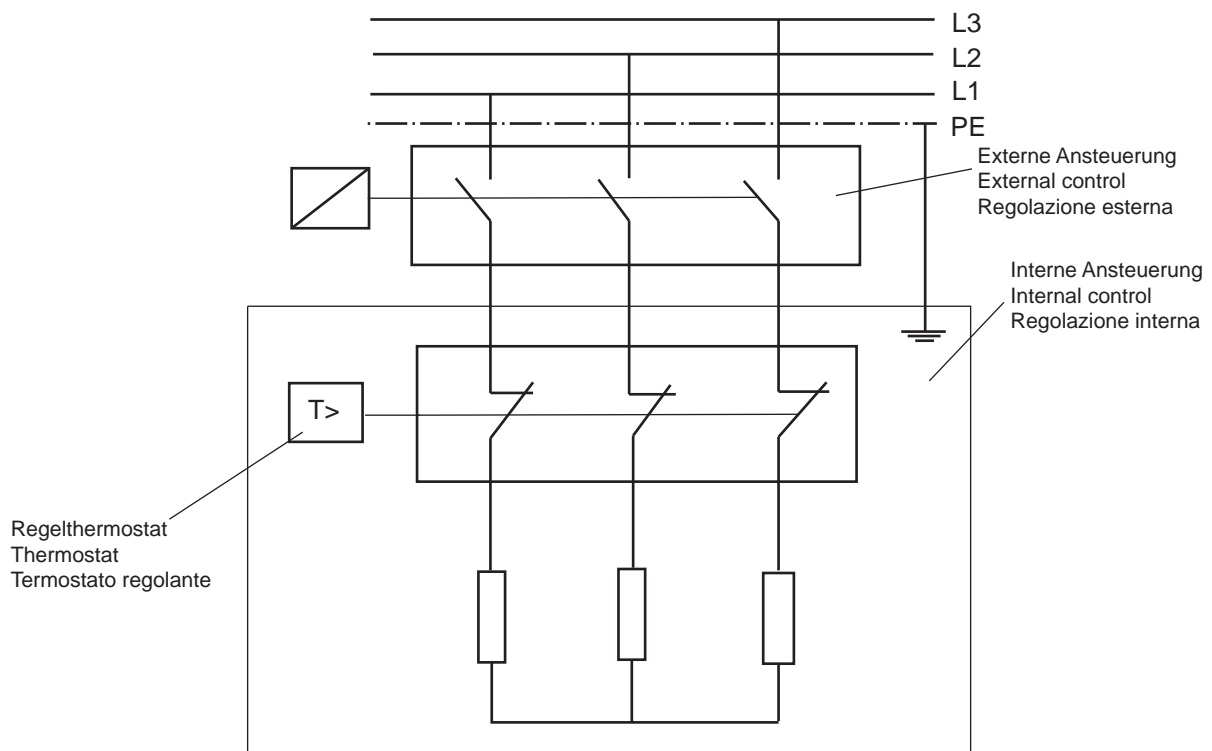 L3
L2
L1
PE
Externe Ansteuerung
External control
Regolazione esterna
Interne Ansteuerung
Internal control
Regolazione interna
T>
Regelthermostat
Thermostat
Termostato regolante